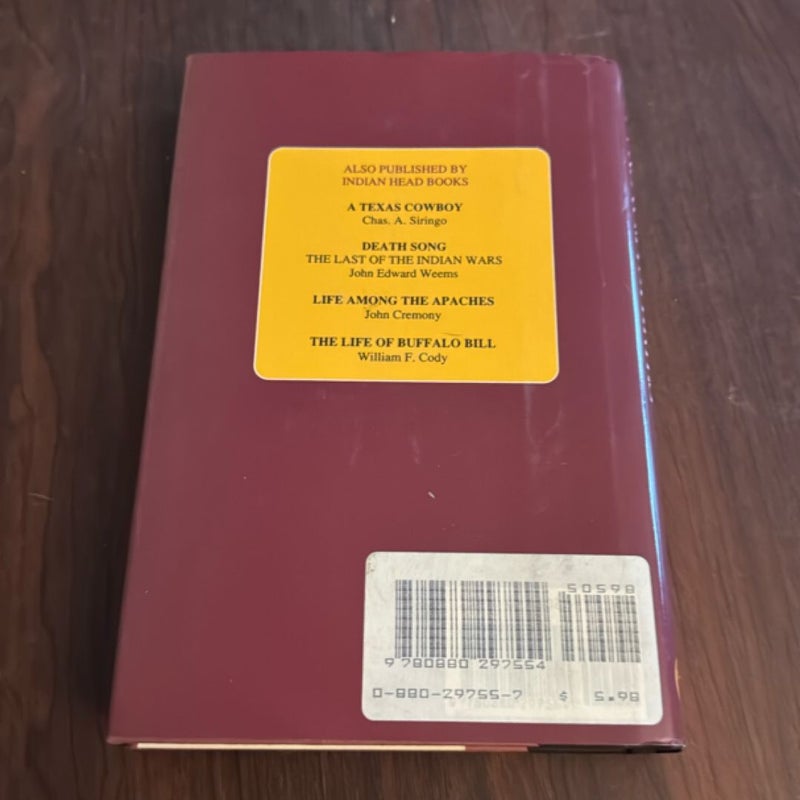 ALSO PUBLISHED BY
INDIAN HEAD BOOKS
A TEXAS COWBOY
Chas. A. Siringo
DEATH SONG
THE LAST OF THE INDIAN WARS
John Edward Weems
LIFE AMONG THE APACHES
John Cremony
THE LIFE OF BUFFALO BILL
William F. Cody
50598
9 780880 297554
0-880-29755-7 $ 5.98